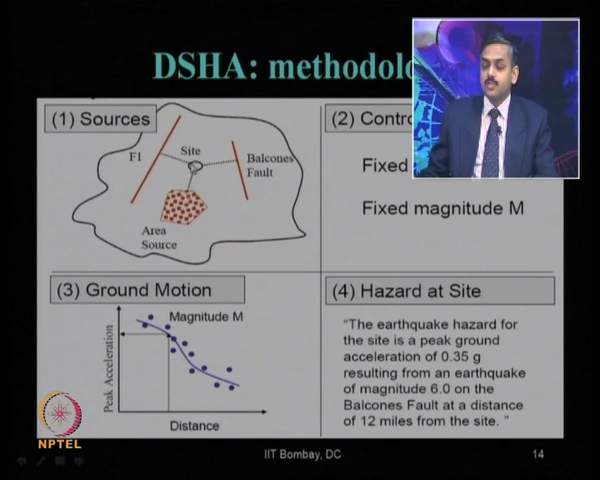 DSHA: methodolo
(1) Sources
F1
Site
Balcones
Fault
Area
Source
(2) Contro
Fixed
Fixed magnitude M
(3) Ground Motion
Magnitude M
Peak Acceleration
Distance
(4) Hazard at Site
"The earthquake hazard for
the site is a peak ground
acceleration of 0.35 g
resulting from an earthquake
of magnitude 6.0 on the
Balcones Fault at a distance
of 12 miles from the site. "
NPTEL
IIT Bombay, DC
14